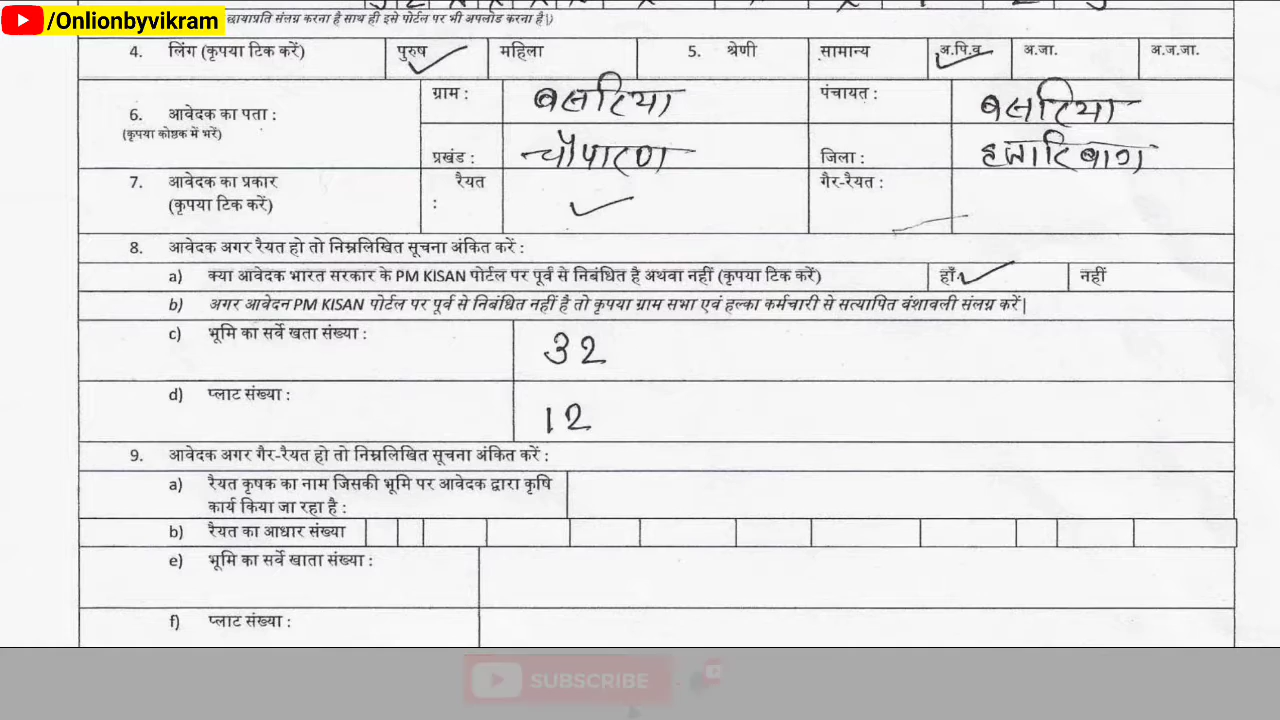 /Onlionbyvikram
छायाप्रति संलग्न करना है साथ ही इसे पोर्टल पर भी अपलोड करना है|)
4. लिंग (कृपया टिक करें) पुरुष महिला 5. श्रेणी सामान्य अ.पि.व अ.जा. अ.ज.जा.
6. आवेदक का पता : ग्राम : बसरिया पंचायत : बसरिया
(कृपया कोष्ठक में भरें)
प्रखंड : चौपारण जिला : हजारिबाग
7. आवेदक का प्रकार रैयत गैर-रैयत :
(कृपया टिक करें) :
8. आवेदक अगर रैयत हो तो निम्नलिखित सूचना अंकित करें :
a) क्या आवेदक भारत सरकार के PM KISAN पोर्टल पर पूर्व से निबंधित है अथवा नहीं (कृपया टिक करें) हाँ नहीं
b) अगर आवेदन PM KISAN पोर्टल पर पूर्व से निबंधित नहीं है तो कृपया ग्राम सभा एवं हल्का कर्मचारी से सत्यापित बंशावली संलग्न करें|
c) भूमि का सर्वे खता संख्या : 32
d) प्लाट संख्या : 12
9. आवेदक अगर गैर-रैयत हो तो निम्नलिखित सूचना अंकित करें :
a) रैयत कृषक का नाम जिसकी भूमि पर आवेदक द्वारा कृषि
कार्य किया जा रहा है :
b) रैयत का आधार संख्या
e) भूमि का सर्वे खाता संख्या :
f) प्लाट संख्या :
SUBSCRIBE